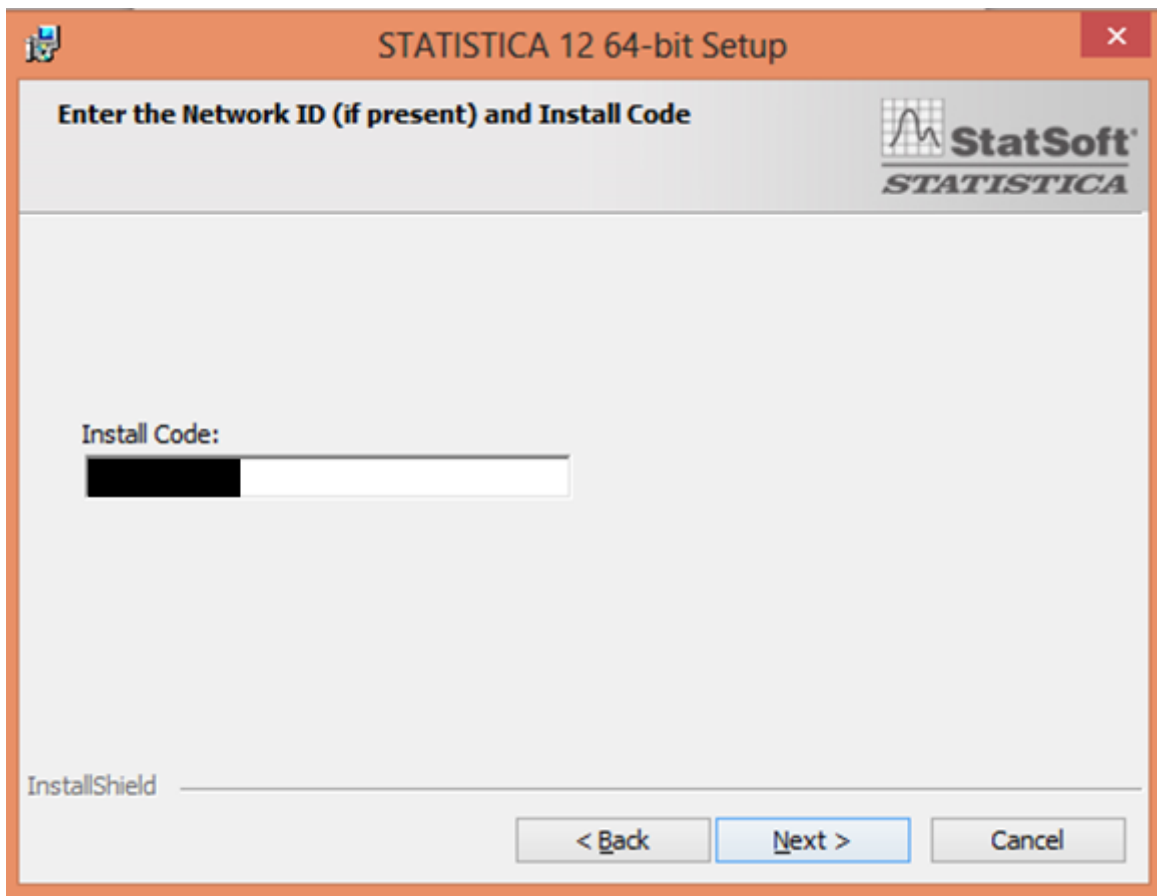 STATISTICA 12 64-bit Setup
Enter the Network ID (if present) and Install Code
StatSoft®
STATISTICA
Install Code:
InstallShield
< Back
Next >
Cancel